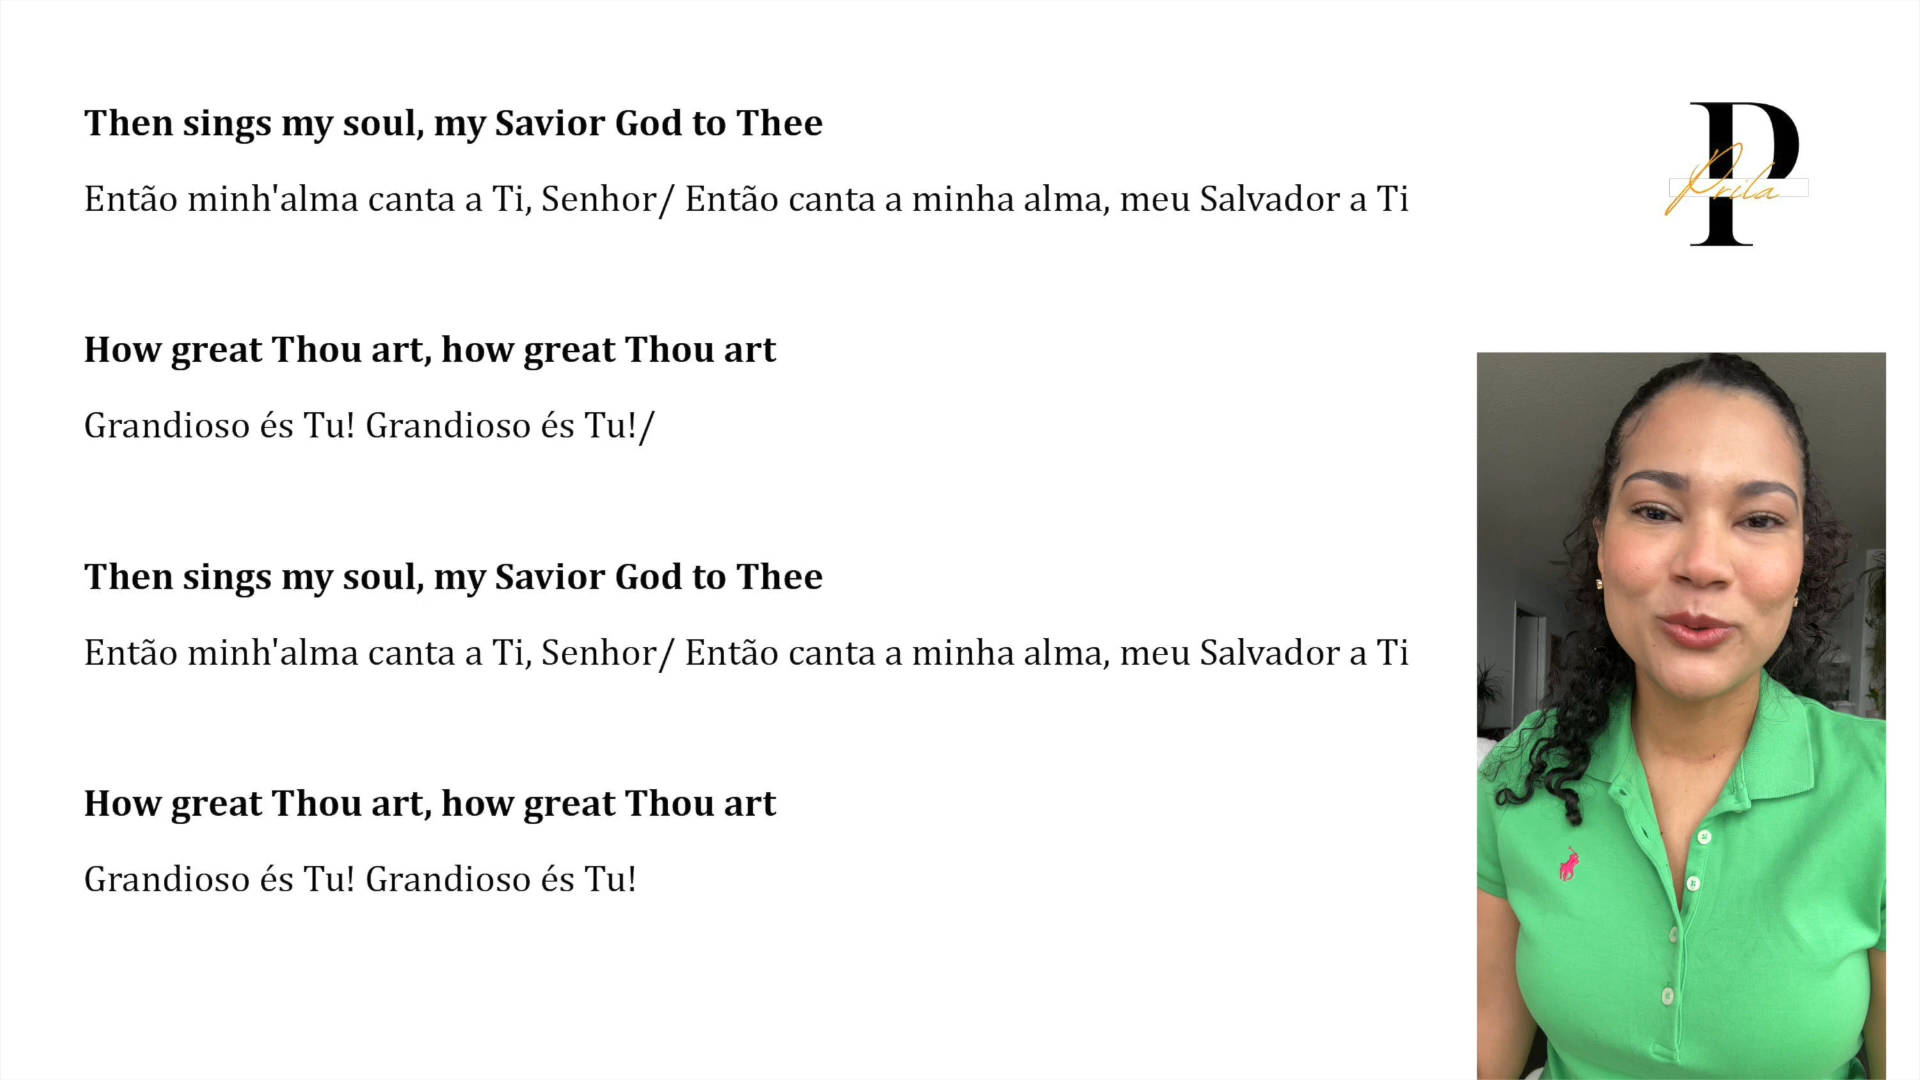 Then sings my soul, my Savior God to Thee
Então minh'alma canta a Ti, Senhor/ Então canta a minha alma, meu Salvador a Ti
How great Thou art, how great Thou art
Grandioso és Tu! Grandioso és Tu!/
Then sings my soul, my Savior God to Thee
Então minh'alma canta a Ti, Senhor/ Então canta a minha alma, meu Salvador a Ti
How great Thou art, how great Thou art
Grandioso és Tu! Grandioso és Tu!
P
Prila